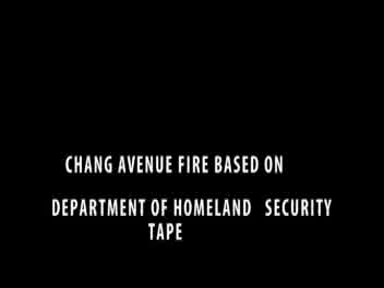 CHANG AVENUE FIRE BASED ON
DEPARTMENT OF HOMELAND SECURITY
TAPE